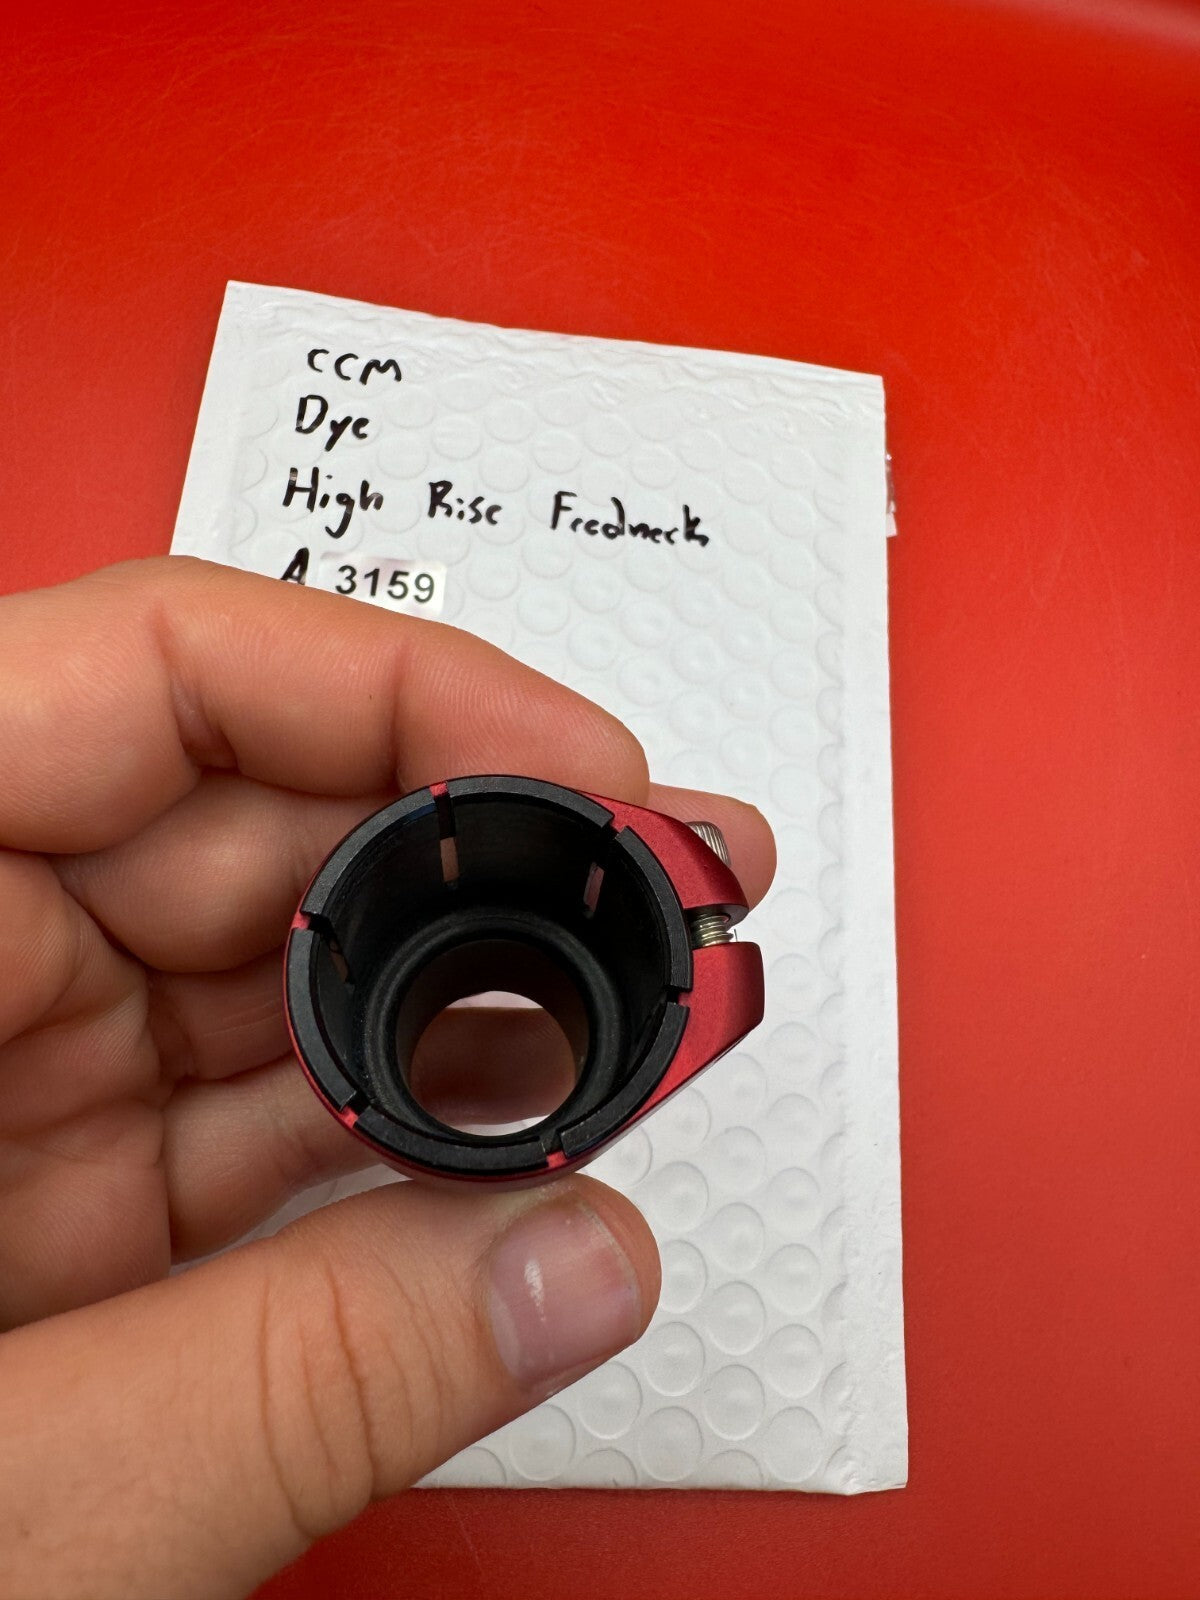 CCM
Dye
High Rise Feedneck
A 3159